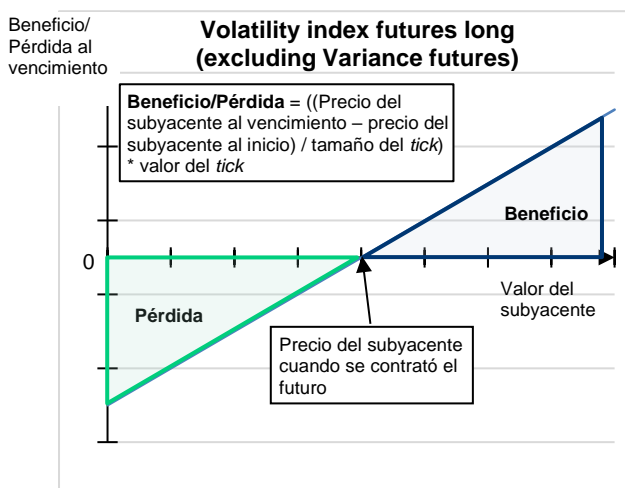 Beneficio/
Pérdida al
vencimiento
Volatility index futures long
(excluding Variance futures)
Beneficio/Pérdida = ((Precio del
subyacente al vencimiento – precio del
subyacente al inicio) / tamaño del tick)
* valor del tick
Beneficio
0
Pérdida
Valor del
subyacente
Precio del subyacente
cuando se contrató el
futuro